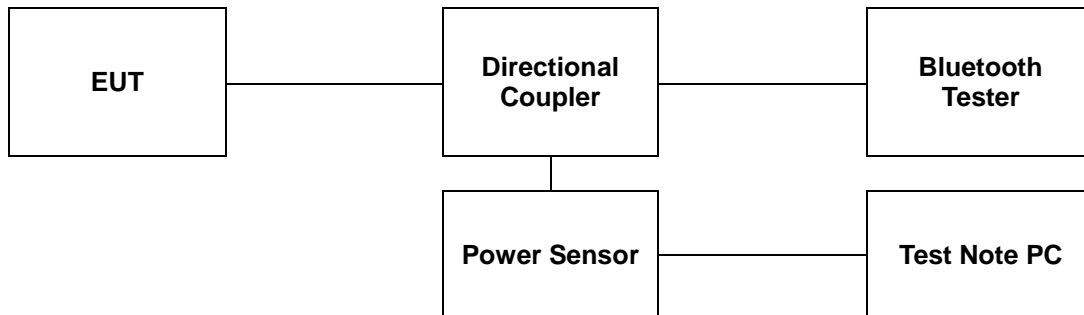 EUT
Directional
Coupler
Bluetooth
Tester
Power Sensor
Test Note PC